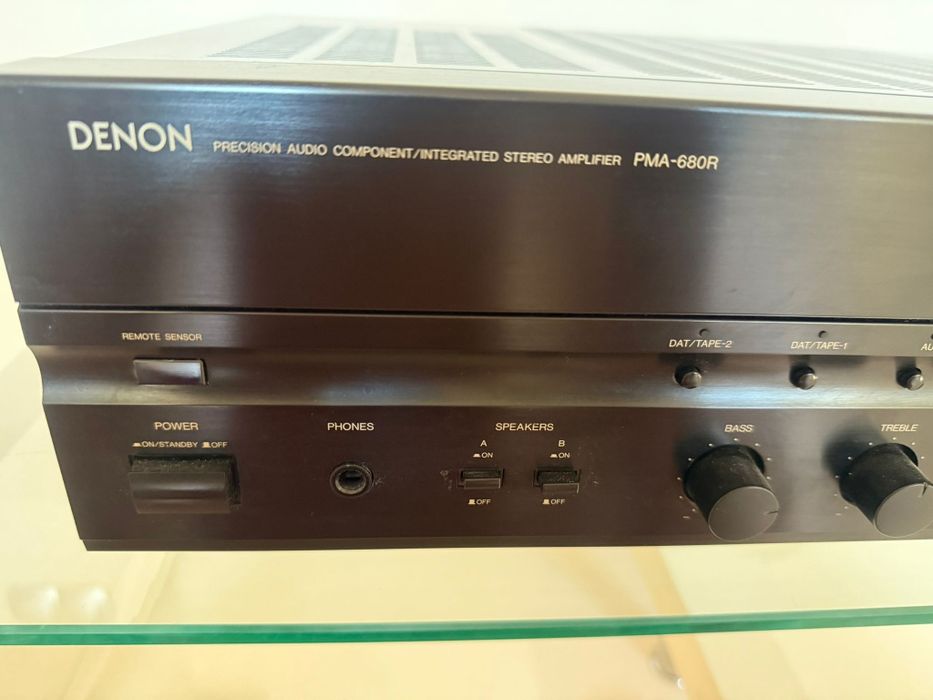 DENON PRECISION AUDIO COMPONENT/INTEGRATED STEREO AMPLIFIER PMA-680R
REMOTE SENSOR
DAT/TAPE-2 DAT/TAPE-1
POWER
ON/STANDBY OFF
PHONES
SPEAKERS
A B
ON ON
OFF OFF
BASS
TREBLE